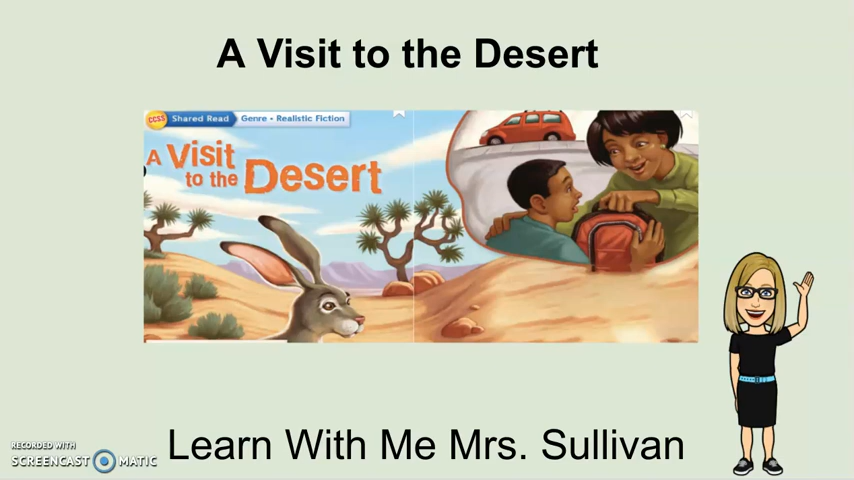 A Visit to the Desert
CCSS Shared Read Genre • Realistic Fiction
A Visit
to the Desert
Learn With Me Mrs. Sullivan
RECORDED WITH
SCREENCAST MATIC